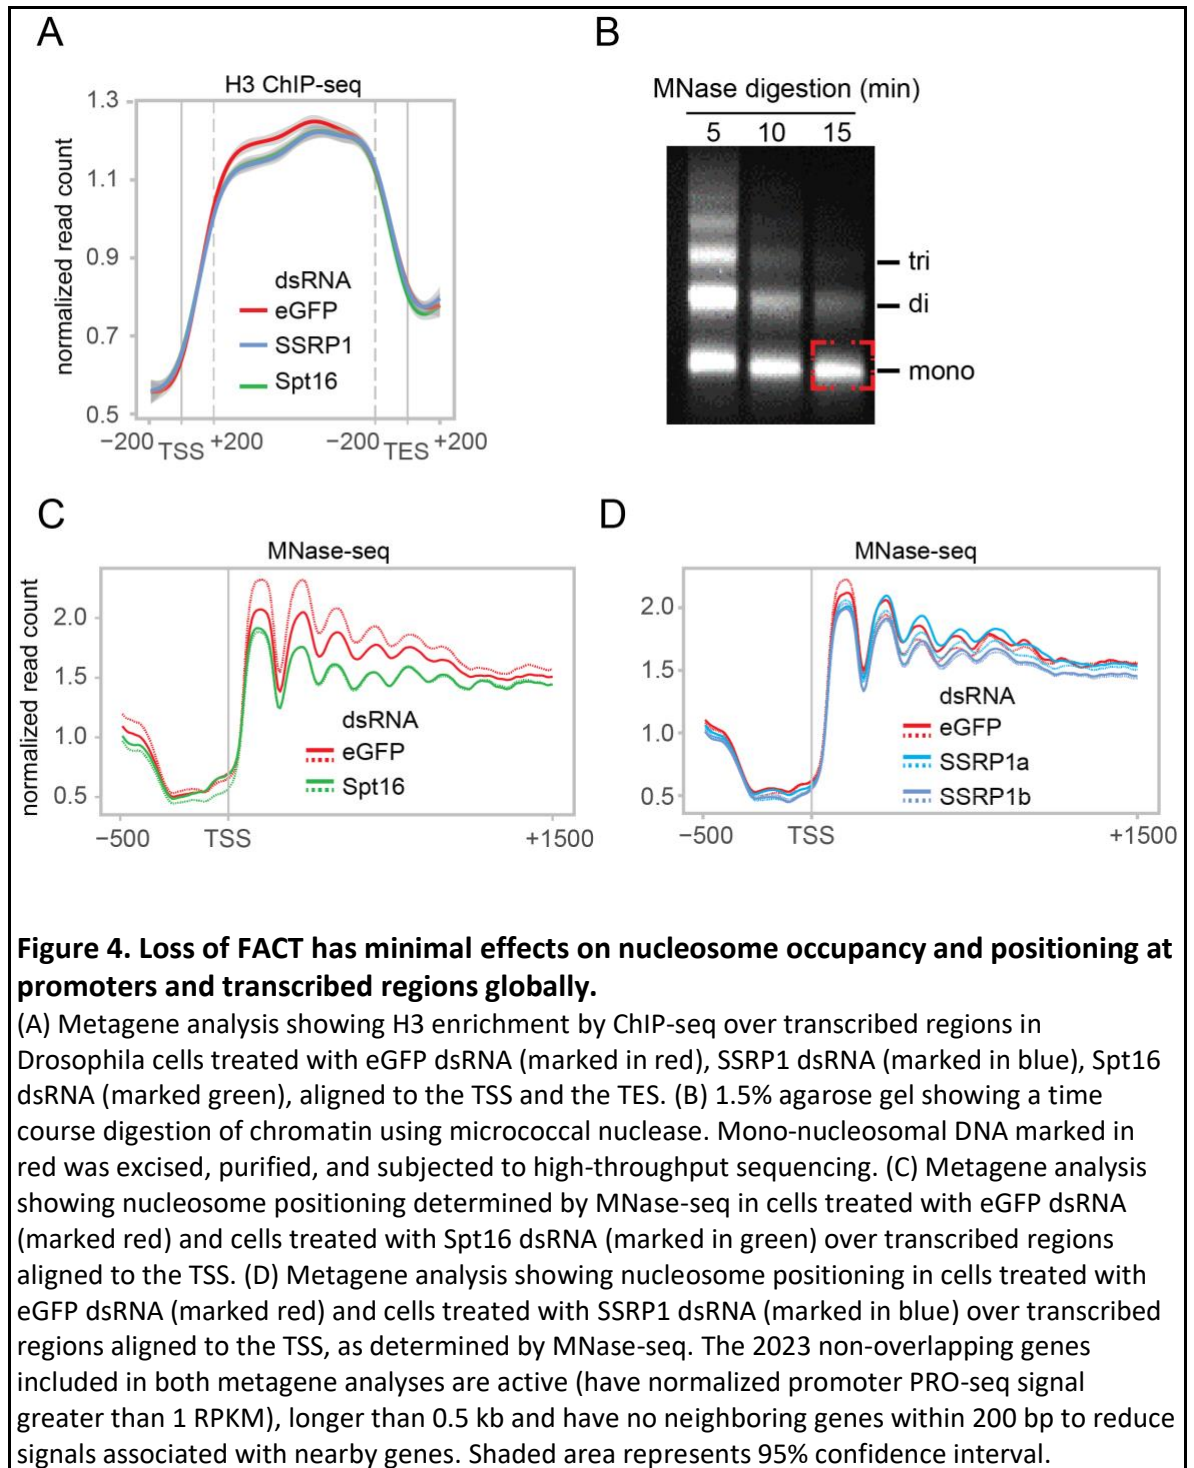 A
H3 ChIP-seq
normalized read count
1.3
1.1
0.9
0.7
0.5
dsRNA
eGFP
SSRP1
Spt16
−200 TSS +200 −200 TES +200
B
MNase digestion (min)
5 10 15
tri
di
mono
C
MNase-seq
normalized read count
2.0
1.5
1.0
0.5
dsRNA
eGFP
Spt16
−500 TSS +1500
D
MNase-seq
2.0
1.5
1.0
0.5
dsRNA
eGFP
SSRP1a
SSRP1b
−500 TSS +1500
Figure 4. Loss of FACT has minimal effects on nucleosome occupancy and positioning at
promoters and transcribed regions globally.
(A) Metagene analysis showing H3 enrichment by ChIP-seq over transcribed regions in
Drosophila cells treated with eGFP dsRNA (marked in red), SSRP1 dsRNA (marked in blue), Spt16
dsRNA (marked green), aligned to the TSS and the TES. (B) 1.5% agarose gel showing a time
course digestion of chromatin using micrococcal nuclease. Mono-nucleosomal DNA marked in
red was excised, purified, and subjected to high-throughput sequencing. (C) Metagene analysis
showing nucleosome positioning determined by MNase-seq in cells treated with eGFP dsRNA
(marked red) and cells treated with Spt16 dsRNA (marked in green) over transcribed regions
aligned to the TSS. (D) Metagene analysis showing nucleosome positioning in cells treated with
eGFP dsRNA (marked red) and cells treated with SSRP1 dsRNA (marked in blue) over transcribed
regions aligned to the TSS, as determined by MNase-seq. The 2023 non-overlapping genes
included in both metagene analyses are active (have normalized promoter PRO-seq signal
greater than 1 RPKM), longer than 0.5 kb and have no neighboring genes within 200 bp to reduce
signals associated with nearby genes. Shaded area represents 95% confidence interval.